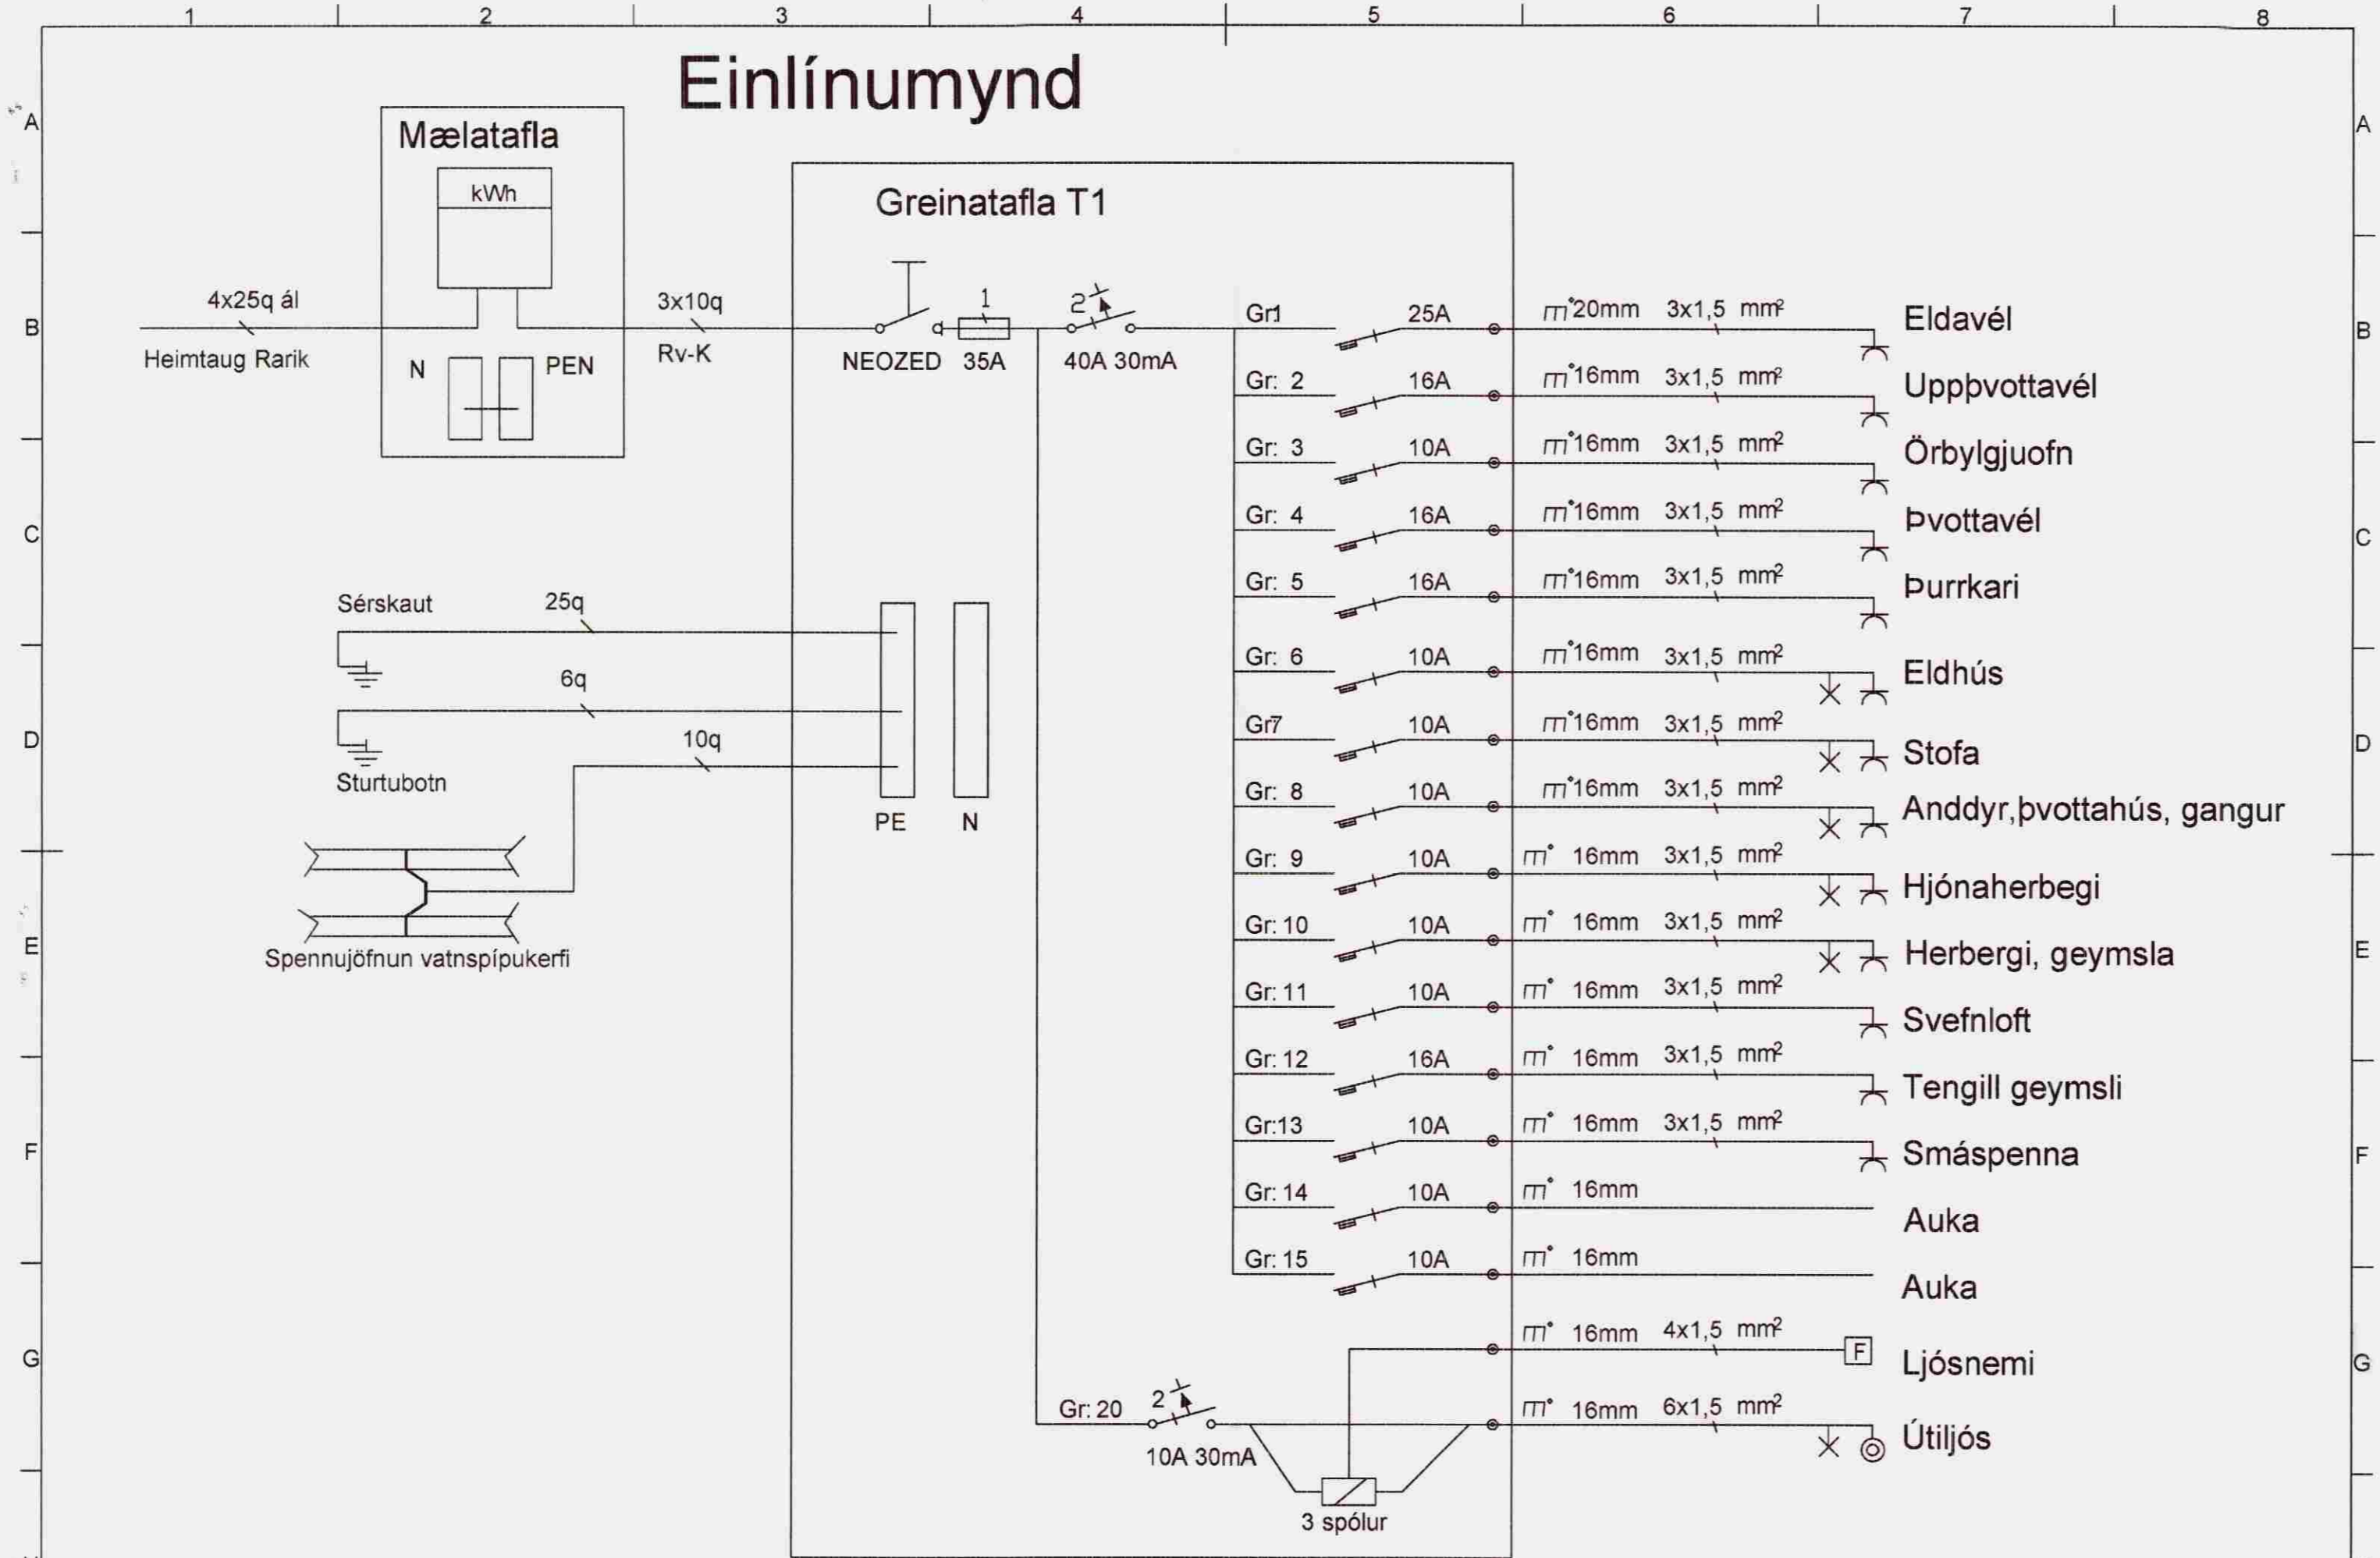 1 2 3 4 5 6 7 8
Einlínumynd
A A
Mælatafla
kWh
Greinatafla T1
4x25q ál
Heimtaug Rarik
N PEN
3x10q
Rv-K
NEOZED
1
35A
2
40A 30mA
B B
Gr1 25A 20mm 3x1,5 mm² Eldavél
Gr: 2 16A 16mm 3x1,5 mm² Uppþvottavél
Gr: 3 10A 16mm 3x1,5 mm² Örbylgjuofn
C C
Gr: 4 16A 16mm 3x1,5 mm² Þvottavél
Gr: 5 16A 16mm 3x1,5 mm² Þurrkari
Sérskaut 25q
Gr: 6 10A 16mm 3x1,5 mm² Eldhús
6q
D D
Gr7 10A 16mm 3x1,5 mm² Stofa
10q
Sturtubotn
Gr: 8 10A 16mm 3x1,5 mm² Anddyr,þvottahús, gangur
PE N
Gr: 9 10A 16mm 3x1,5 mm² Hjónaherbegi
E E
Gr: 10 10A 16mm 3x1,5 mm² Herbergi, geymsla
Spennujöfnun vatnspípukerfi
Gr: 11 10A 16mm 3x1,5 mm² Svefnloft
Gr: 12 16A 16mm 3x1,5 mm² Tengill geymsli
F F
Gr:13 10A 16mm 3x1,5 mm² Smáspenna
Gr: 14 10A 16mm Auka
Gr: 15 10A 16mm Auka
G G
16mm 4x1,5 mm² F Ljósnemi
Gr: 20 2 16mm 6x1,5 mm² Útiljós
10A 30mA
3 spólur